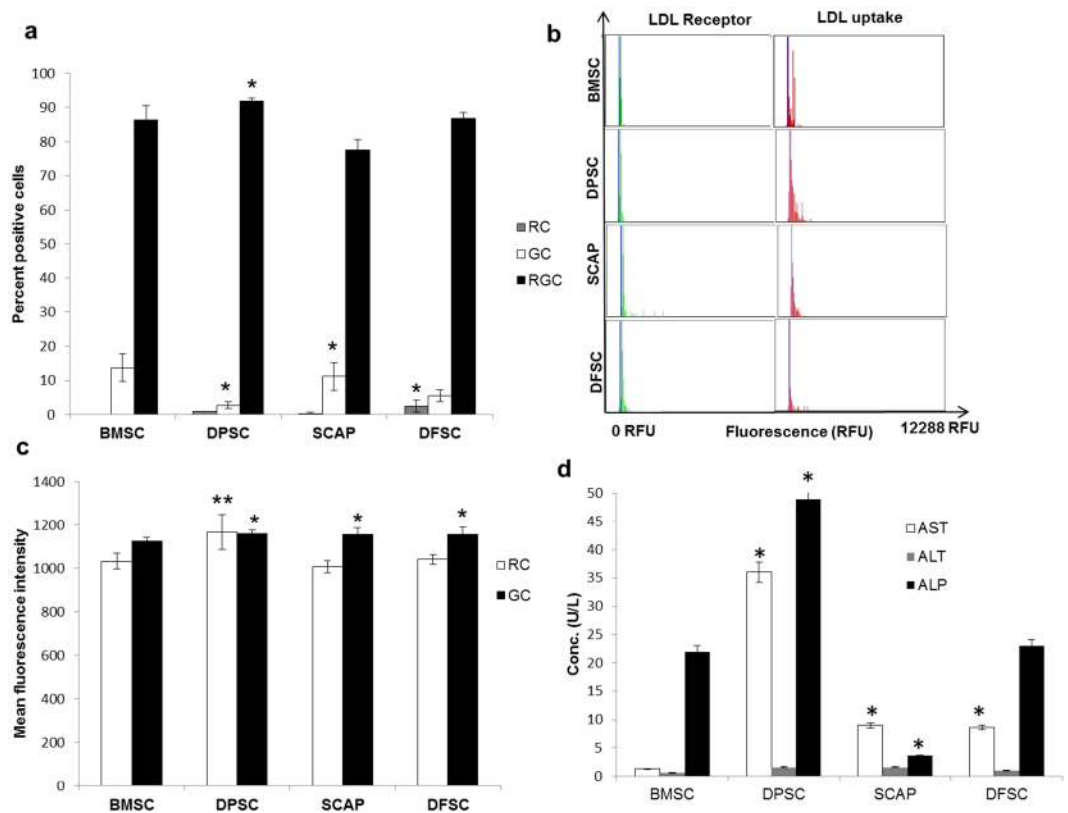 a
Percent positive cells
100
90
80
70
60
50
40
30
20
10
0
*
*
*
*
BMSC DPSC SCAP DFSC
RC
GC
RGC
b
LDL Receptor LDL uptake
BMSC
DPSC
SCAP
DFSC
0 RFU Fluorescence (RFU) 12288 RFU
c
Mean fluorescence intensity
1400
1200
1000
800
600
400
200
0
**
*
*
*
BMSC DPSC SCAP DFSC
RC
GC
d
Conc. (U/L)
50
45
40
35
30
25
20
15
10
5
0
*
*
*
*
*
BMSC DPSC SCAP DFSC
AST
ALT
ALP